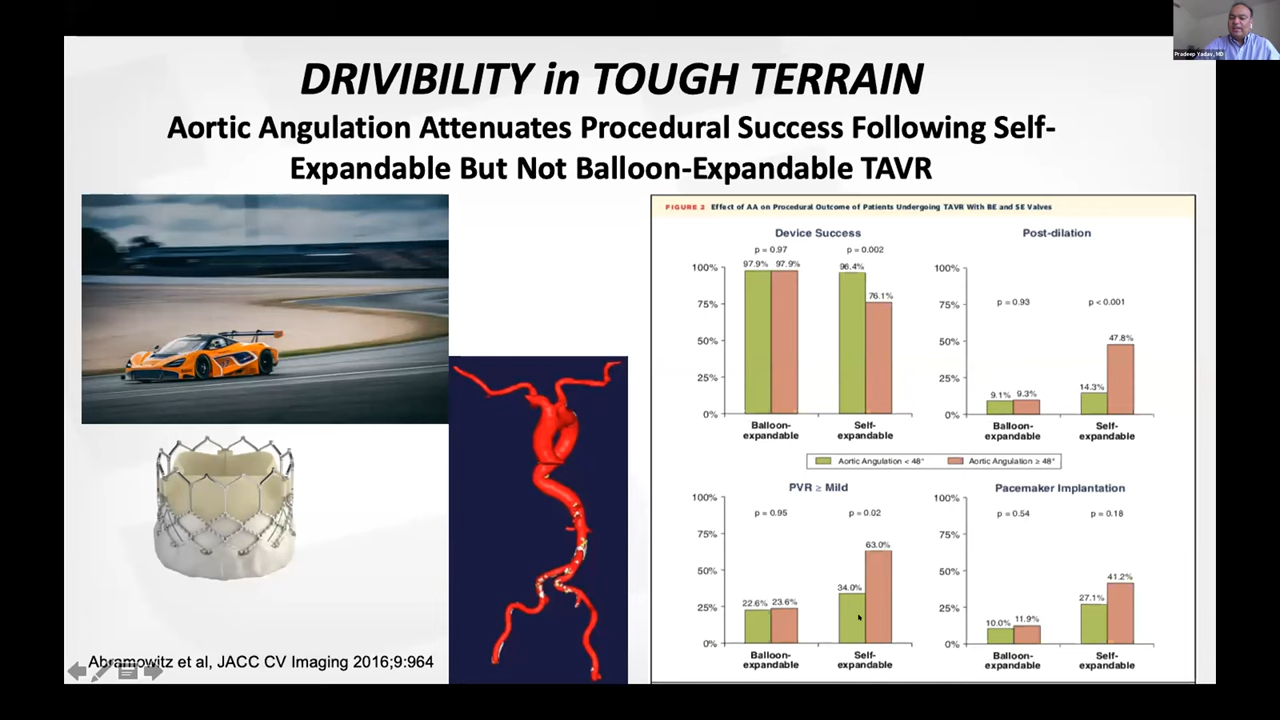 Pradeep Yadav, MD
DRIVIBILITY in TOUGH TERRAIN
Aortic Angulation Attenuates Procedural Success Following Self-
Expandable But Not Balloon-Expandable TAVR
FIGURE 2 Effect of AA on Procedural Outcome of Patients Undergoing TAVR With BE and SE Valves
Device Success
p = 0.97 p = 0.002
97.9% 97.9% 96.4%
76.1%
100%
75%
50%
25%
0%
Balloon-
expandable
Self-
expandable
Post-dilation
p = 0.93 p < 0.001
47.8%
14.3%
9.1% 9.3%
100%
75%
50%
25%
0%
Balloon-
expandable
Self-
expandable
Aortic Angulation < 48° Aortic Angulation ≥ 48°
PVR ≥ Mild
p = 0.95 p = 0.02
63.0%
34.0%
22.6% 23.6%
100%
75%
50%
25%
0%
Balloon-
expandable
Self-
expandable
Pacemaker Implantation
p = 0.54 p = 0.18
41.2%
27.1%
10.0% 11.9%
100%
75%
50%
25%
0%
Balloon-
expandable
Self-
expandable
Abramowitz et al, JACC CV Imaging 2016;9:964